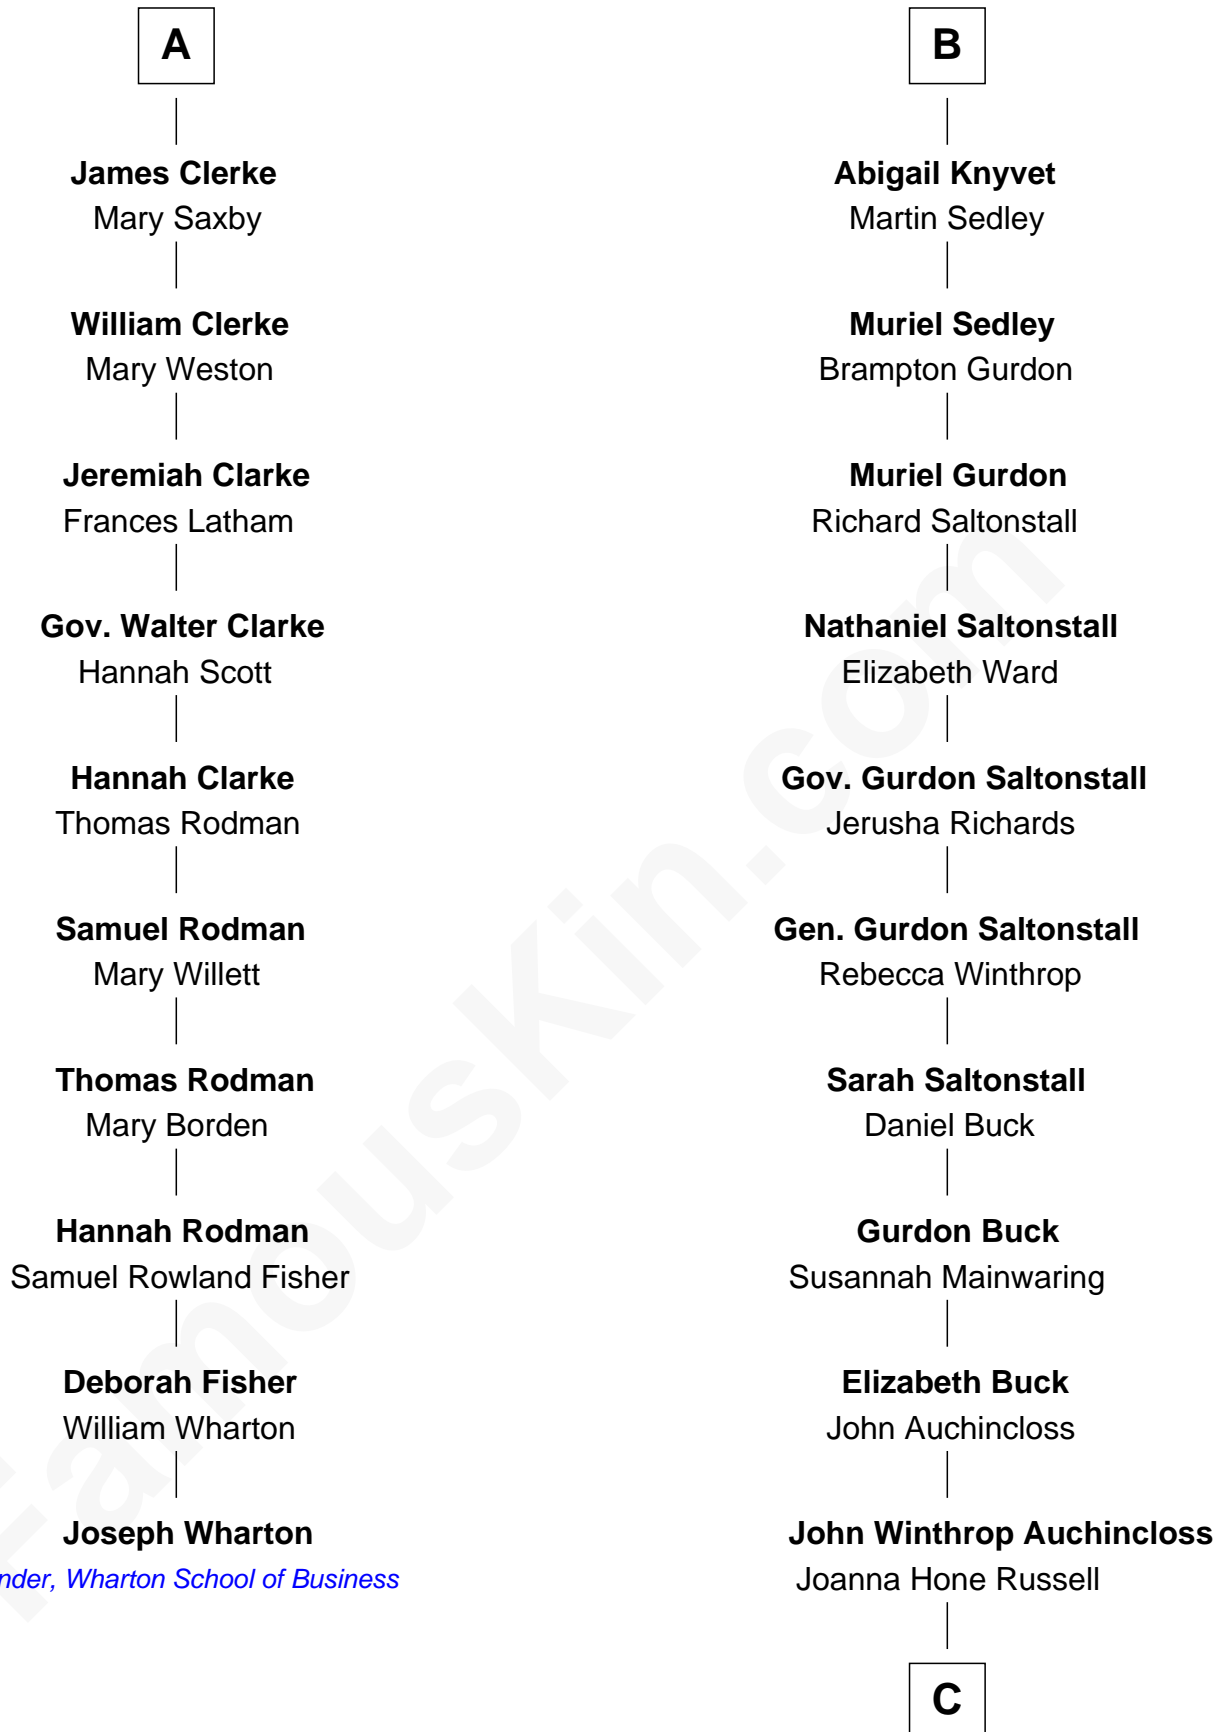 A
James Clerke
Mary Saxby
William Clerke
Mary Weston
Jeremiah Clarke
Frances Latham
Gov. Walter Clarke
Hannah Scott
Hannah Clarke
Thomas Rodman
Samuel Rodman
Mary Willett
Thomas Rodman
Mary Borden
Hannah Rodman
Samuel Rowland Fisher
Deborah Fisher
William Wharton
Joseph Wharton
nder, Wharton School of Business
B
Abigail Knyvet
Martin Sedley
Muriel Sedley
Brampton Gurdon
Muriel Gurdon
Richard Saltonstall
Nathaniel Saltonstall
Elizabeth Ward
Gov. Gurdon Saltonstall
Jerusha Richards
Gen. Gurdon Saltonstall
Rebecca Winthrop
Sarah Saltonstall
Daniel Buck
Gurdon Buck
Susannah Mainwaring
Elizabeth Buck
John Auchincloss
John Winthrop Auchincloss
Joanna Hone Russell
C
FamousKin.com